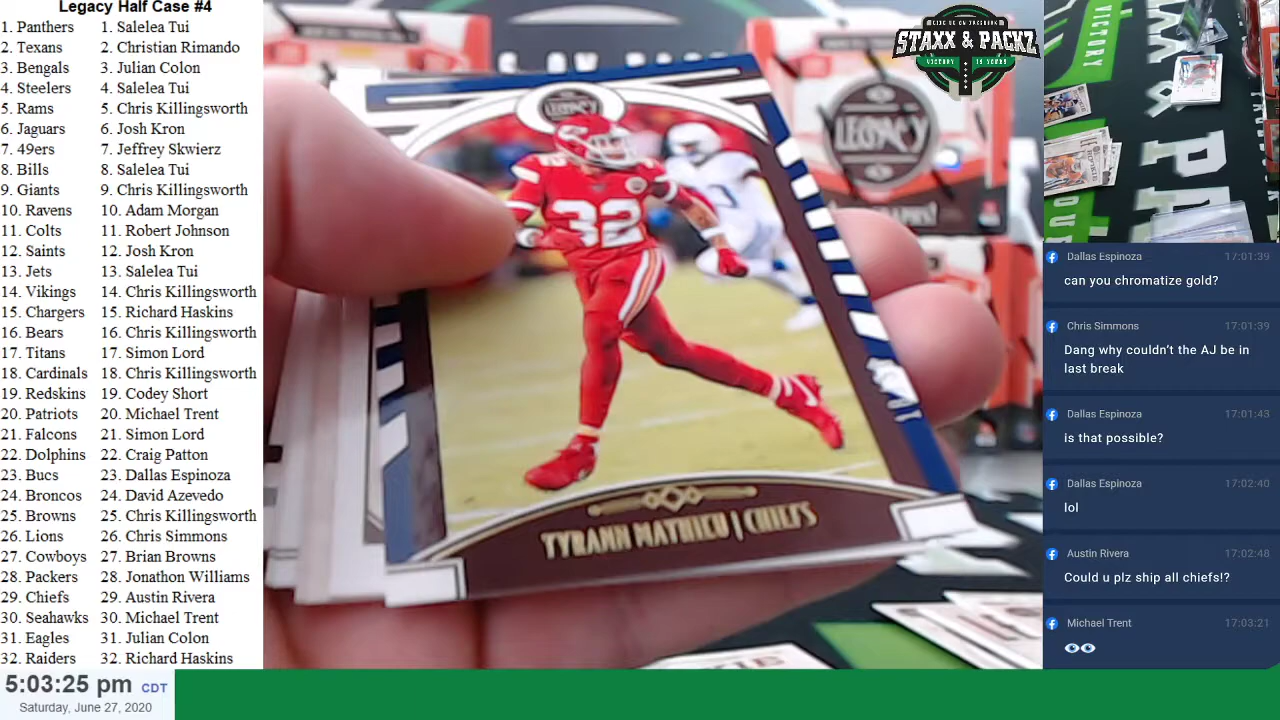 Legacy Half Case #4
1. Panthers 1. Salelea Tui
2. Texans 2. Christian Rimando
3. Bengals 3. Julian Colon
4. Steelers 4. Salelea Tui
5. Rams 5. Chris Killingsworth
6. Jaguars 6. Josh Kron
7. 49ers 7. Jeffrey Skwierz
8. Bills 8. Salelea Tui
9. Giants 9. Chris Killingsworth
10. Ravens 10. Adam Morgan
11. Colts 11. Robert Johnson
12. Saints 12. Josh Kron
13. Jets 13. Salelea Tui
14. Vikings 14. Chris Killingsworth
15. Chargers 15. Richard Haskins
16. Bears 16. Chris Killingsworth
17. Titans 17. Simon Lord
18. Cardinals 18. Chris Killingsworth
19. Redskins 19. Codey Short
20. Patriots 20. Michael Trent
21. Falcons 21. Simon Lord
22. Dolphins 22. Craig Patton
23. Bucs 23. Dallas Espinoza
24. Broncos 24. David Azevedo
25. Browns 25. Chris Killingsworth
26. Lions 26. Chris Simmons
27. Cowboys 27. Brian Browns
28. Packers 28. Jonathon Williams
29. Chiefs 29. Austin Rivera
30. Seahawks 30. Michael Trent
31. Eagles 31. Julian Colon
32. Raiders 32. Richard Haskins
5:03:25 pm CDT
Saturday, June 27, 2020
LEGACY
32
TYRANN MATHIEU | CHIEFS
LEGACY
STAXX & PACKZ
VICTORY IS YOURS
VICTORY
Dallas Espinoza 17:01:39
can you chromatize gold?
Chris Simmons 17:01:39
Dang why couldn't the AJ be in
last break
Dallas Espinoza 17:01:43
is that possible?
Dallas Espinoza 17:02:40
lol
Austin Rivera 17:02:48
Could u plz ship all chiefs!?
Michael Trent 17:03:21
👀